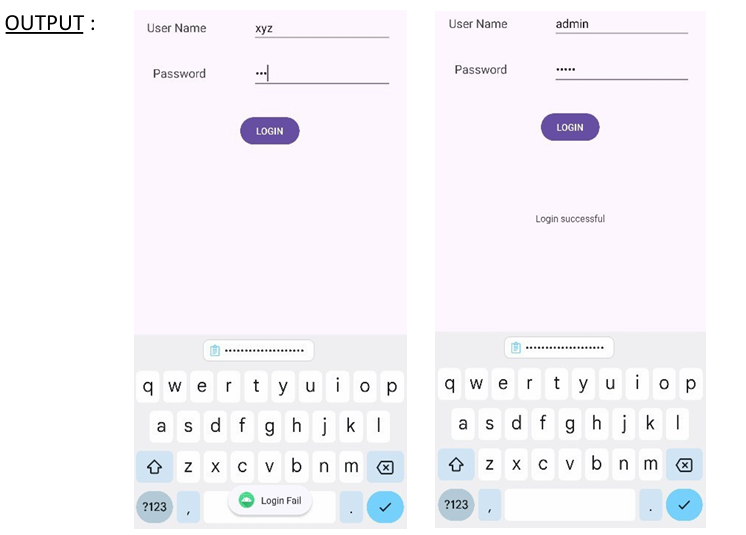 OUTPUT :
User Name xyz
Password •••
LOGIN
••••••••••••••••••••
q w e r t y u i o p
a s d f g h j k l
z x c v b n m
?123 , Login Fail .
User Name admin
Password •••••
LOGIN
Login successful
••••••••••••••••••••
q w e r t y u i o p
a s d f g h j k l
z x c v b n m
?123 , .